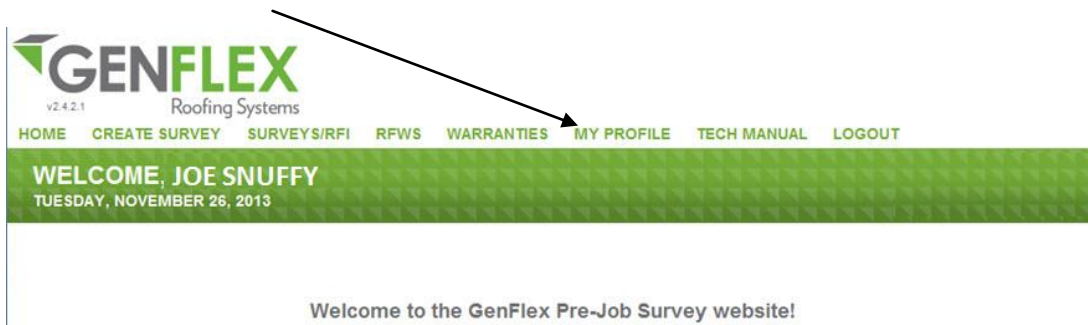 GENFLEX
v2.4.2.1 Roofing Systems
HOME CREATE SURVEY SURVEYS/RFI RFWS WARRANTIES MY PROFILE TECH MANUAL LOGOUT
WELCOME, JOE SNUFFY
TUESDAY, NOVEMBER 26, 2013
Welcome to the GenFlex Pre-Job Survey website!